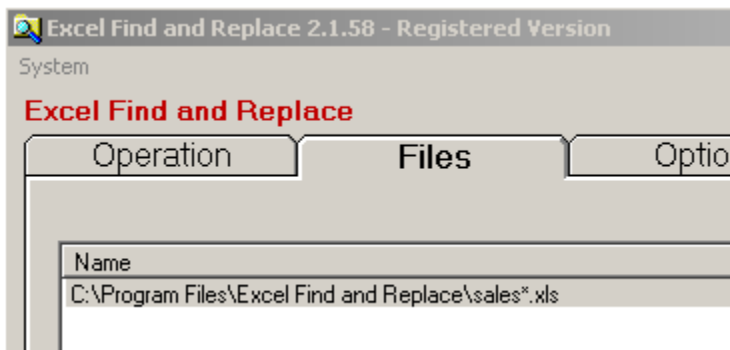 Excel Find and Replace 2.1.58 - Registered Version
System
Excel Find and Replace
Operation Files Optio
Name
C:\Program Files\Excel Find and Replace\sales*.xls